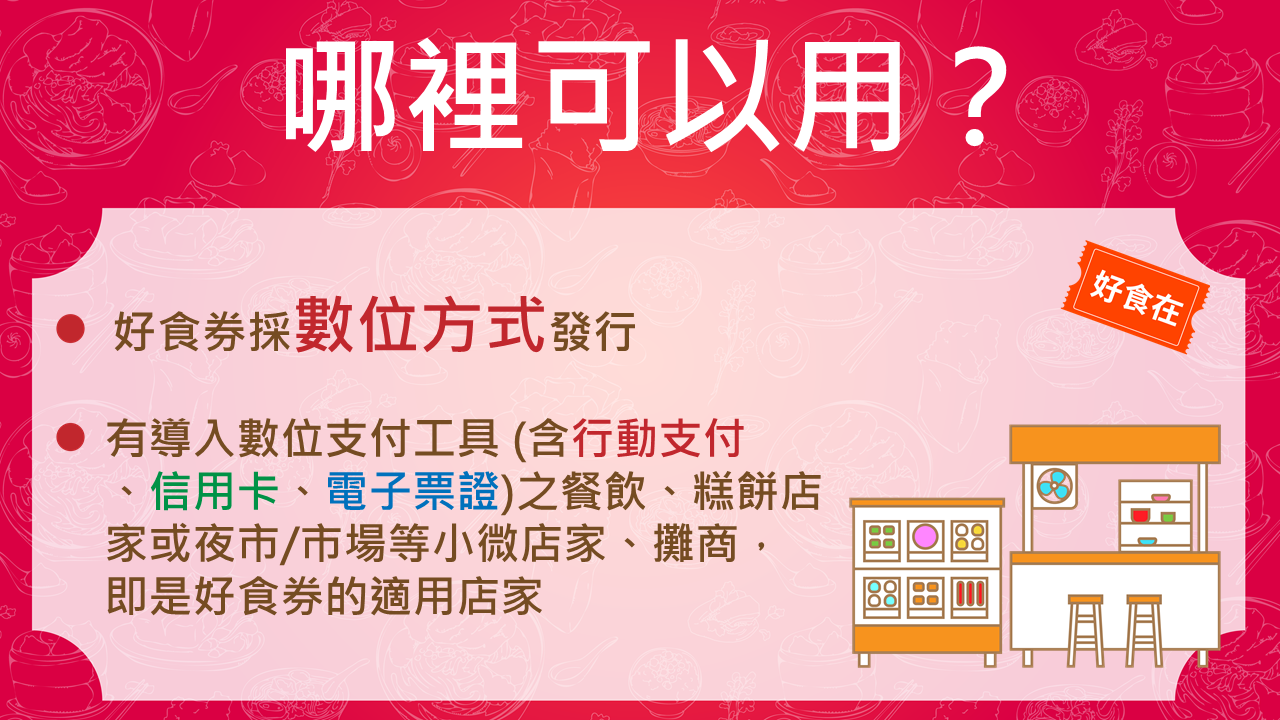 哪裡可以用？
好食在
好食券採數位方式發行
有導入數位支付工具 (含行動支付
、信用卡、電子票證)之餐飲、糕餅店
家或夜市/市場等小微店家、攤商，
即是好食券的適用店家